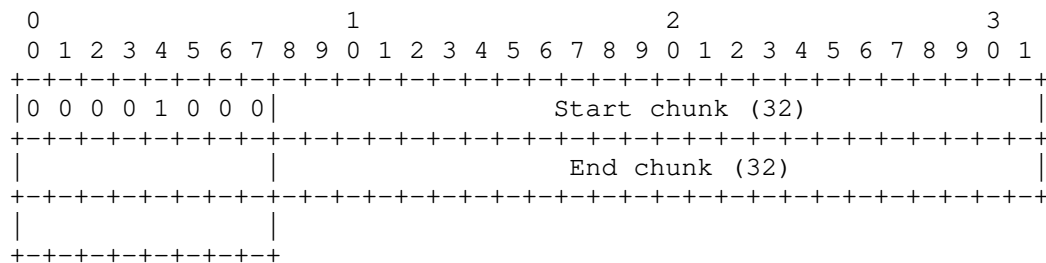 0                   1                   2                   3
 0 1 2 3 4 5 6 7 8 9 0 1 2 3 4 5 6 7 8 9 0 1 2 3 4 5 6 7 8 9 0 1
+-+-+-+-+-+-+-+-+-+-+-+-+-+-+-+-+-+-+-+-+-+-+-+-+-+-+-+-+-+-+-+-+
|0 0 0 0 1 0 0 0|                Start chunk (32)               |
+-+-+-+-+-+-+-+-+-+-+-+-+-+-+-+-+-+-+-+-+-+-+-+-+-+-+-+-+-+-+-+-+
|               |                 End chunk (32)                |
+-+-+-+-+-+-+-+-+-+-+-+-+-+-+-+-+-+-+-+-+-+-+-+-+-+-+-+-+-+-+-+-+
|               |
+-+-+-+-+-+-+-+-+